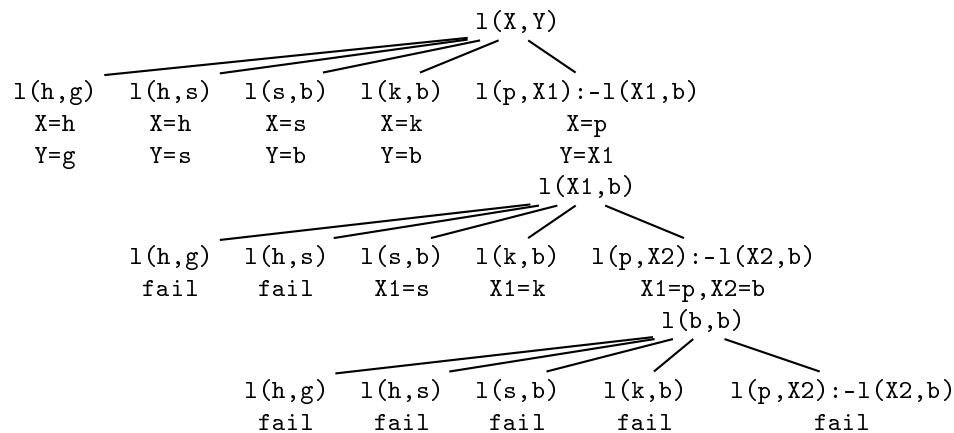 l(X,Y)
l(h,g) l(h,s) l(s,b) l(k,b) l(p,X1):-l(X1,b)
X=h X=h X=s X=k X=p
Y=g Y=s Y=b Y=b Y=X1
l(X1,b)
l(h,g) l(h,s) l(s,b) l(k,b) l(p,X2):-l(X2,b)
fail fail X1=s X1=k X1=p,X2=b
l(b,b)
l(h,g) l(h,s) l(s,b) l(k,b) l(p,X2):-l(X2,b)
fail fail fail fail fail